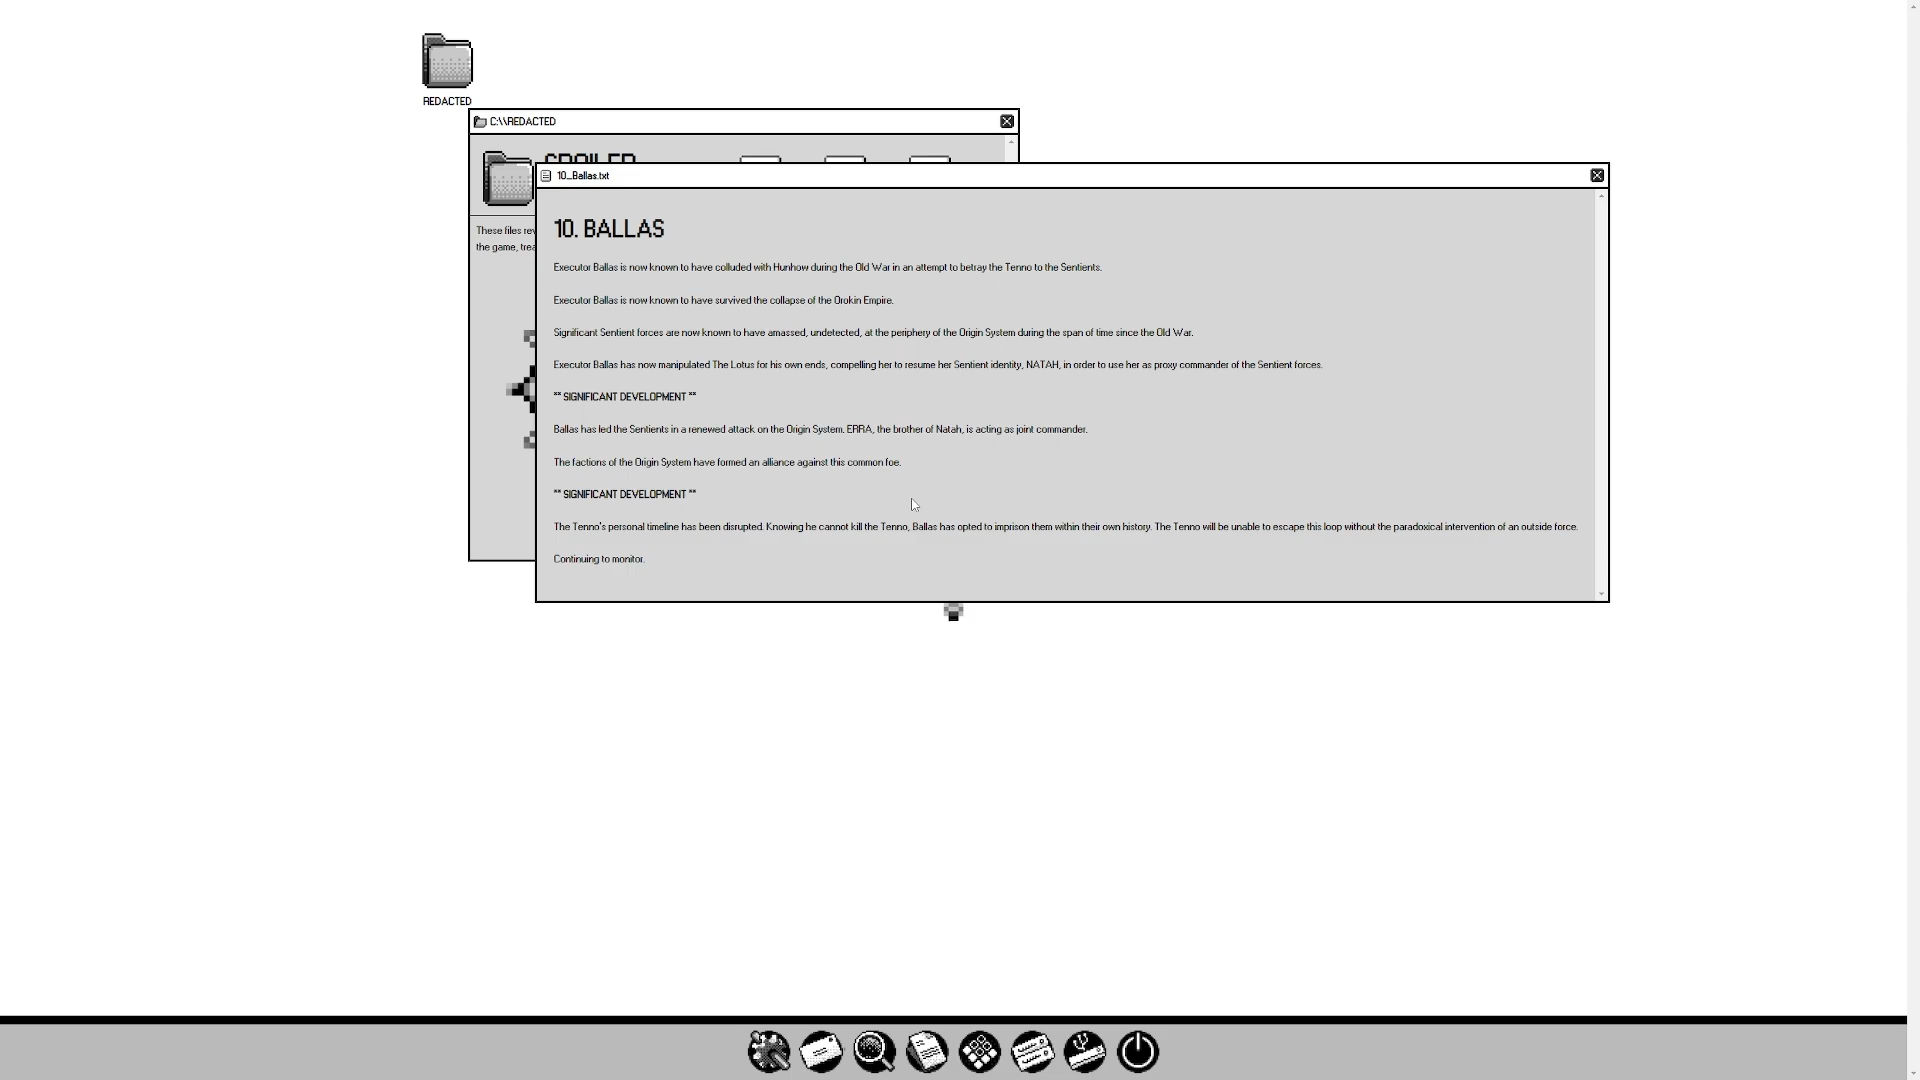 REDACTED
C:\\REDACTED
SPOILER
These files rev
the game, trea
10_Ballas.txt
10. BALLAS
Executor Ballas is now known to have colluded with Hunhow during the Old War in an attempt to betray the Tenno to the Sentients.
Executor Ballas is now known to have survived the collapse of the Orokin Empire.
Significant Sentient forces are now known to have amassed, undetected, at the periphery of the Origin System during the span of time since the Old War.
Executor Ballas has now manipulated The Lotus for his own ends, compelling her to resume her Sentient identity, NATAH, in order to use her as proxy commander of the Sentient forces.
** SIGNIFICANT DEVELOPMENT **
Ballas has led the Sentients in a renewed attack on the Origin System. ERRA, the brother of Natah, is acting as joint commander.
The factions of the Origin System have formed an alliance against this common foe.
** SIGNIFICANT DEVELOPMENT **
The Tenno's personal timeline has been disrupted. Knowing he cannot kill the Tenno, Ballas has opted to imprison them within their own history. The Tenno will be unable to escape this loop without the paradoxical intervention of an outside force.
Continuing to monitor.